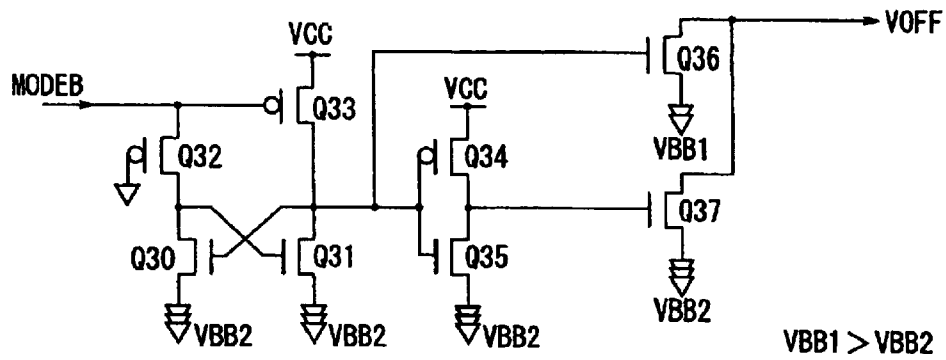 VOFF
VCC
Q36
MODEB
Q33
VCC
VBB1
Q32
Q34
Q37
Q30
Q31
Q35
VBB2
VBB2
VBB2
VBB2
VBB1 > VBB2